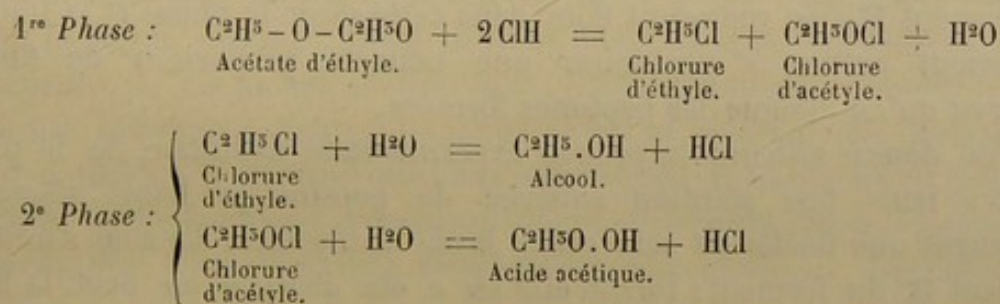 1re Phase : C²H⁵ – O – C²H³O + 2 ClH = C²H⁵Cl + C²H³OCl + H²O
Acétate d'éthyle. Chlorure d'éthyle. Chlorure d'acétyle.
2e Phase : C² H⁵ Cl + H²O = C²H⁵.OH + HCl
Chlorure d'éthyle. Alcool.
C²H³OCl + H²O = C²H³O.OH + HCl
Chlorure d'acétyle. Acide acétique.